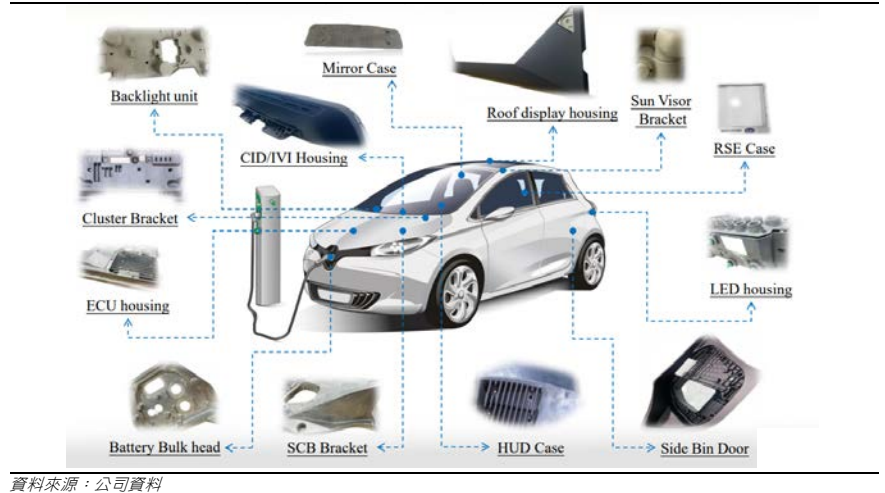 Mirror Case
Backlight unit
Roof display housing
Sun Visor
Bracket
CID/IVI Housing
RSE Case
Cluster Bracket
ECU housing
LED housing
Battery Bulk head
SCB Bracket
HUD Case
Side Bin Door
資料來源：公司資料